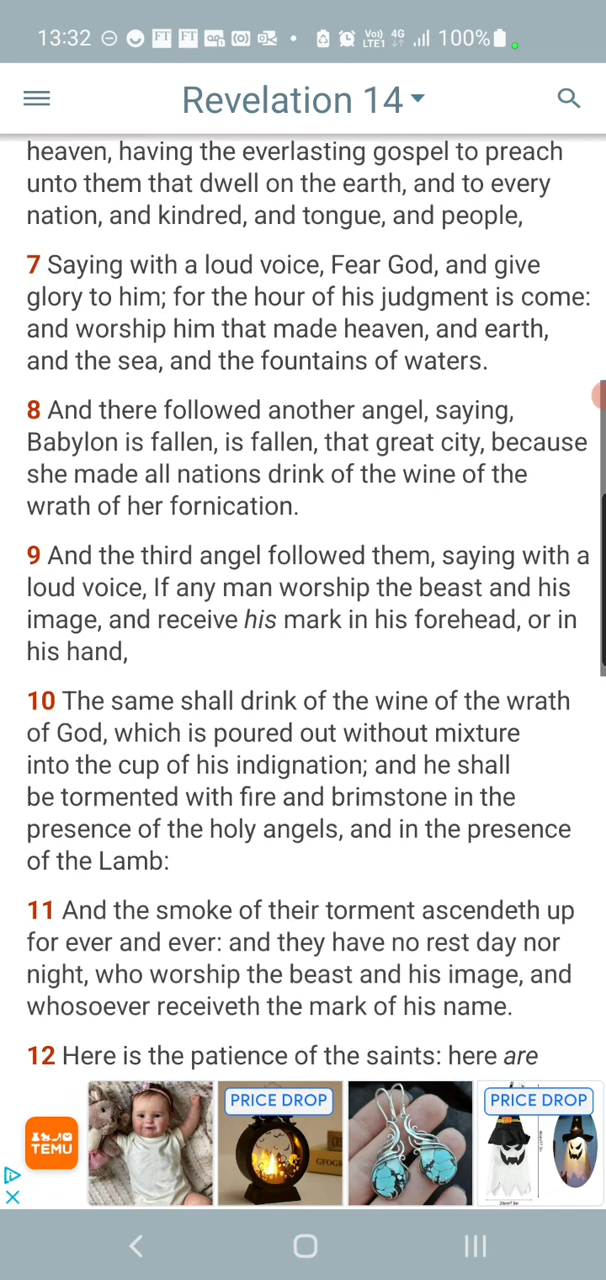 13:32
FT FT
Vo) LTE1 4G 100%
Revelation 14
heaven, having the everlasting gospel to preach
unto them that dwell on the earth, and to every
nation, and kindred, and tongue, and people,
7 Saying with a loud voice, Fear God, and give
glory to him; for the hour of his judgment is come:
and worship him that made heaven, and earth,
and the sea, and the fountains of waters.
8 And there followed another angel, saying,
Babylon is fallen, is fallen, that great city, because
she made all nations drink of the wine of the
wrath of her fornication.
9 And the third angel followed them, saying with a
loud voice, If any man worship the beast and his
image, and receive his mark in his forehead, or in
his hand,
10 The same shall drink of the wine of the wrath
of God, which is poured out without mixture
into the cup of his indignation; and he shall
be tormented with fire and brimstone in the
presence of the holy angels, and in the presence
of the Lamb:
11 And the smoke of their torment ascendeth up
for ever and ever: and they have no rest day nor
night, who worship the beast and his image, and
whosoever receiveth the mark of his name.
12 Here is the patience of the saints: here are
TEMU
PRICE DROP
PRICE DROP